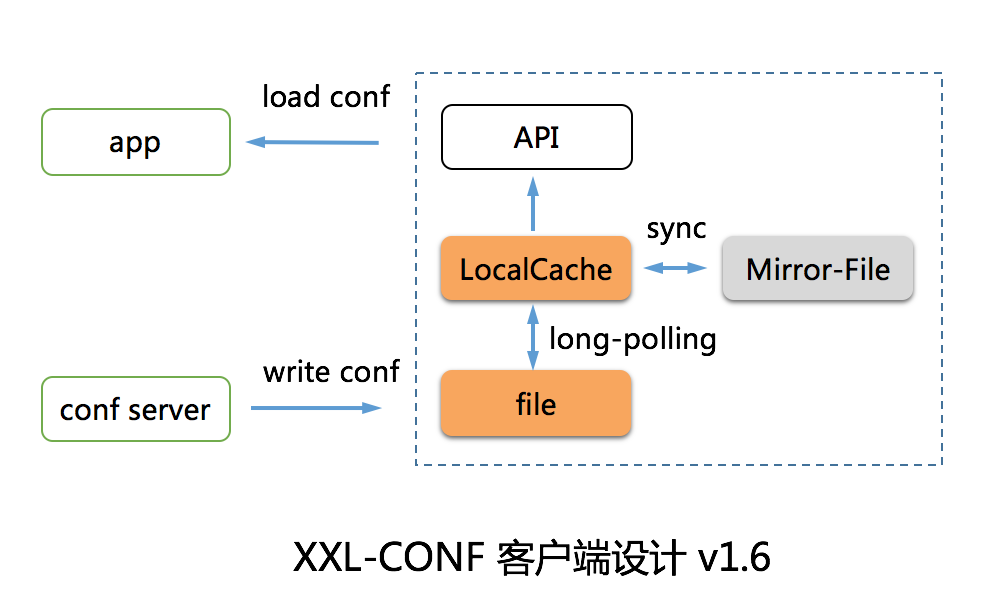 load conf
app
API
sync
LocalCache
Mirror-File
long-polling
write conf
conf server
file
XXL-CONF 客户端设计 v1.6